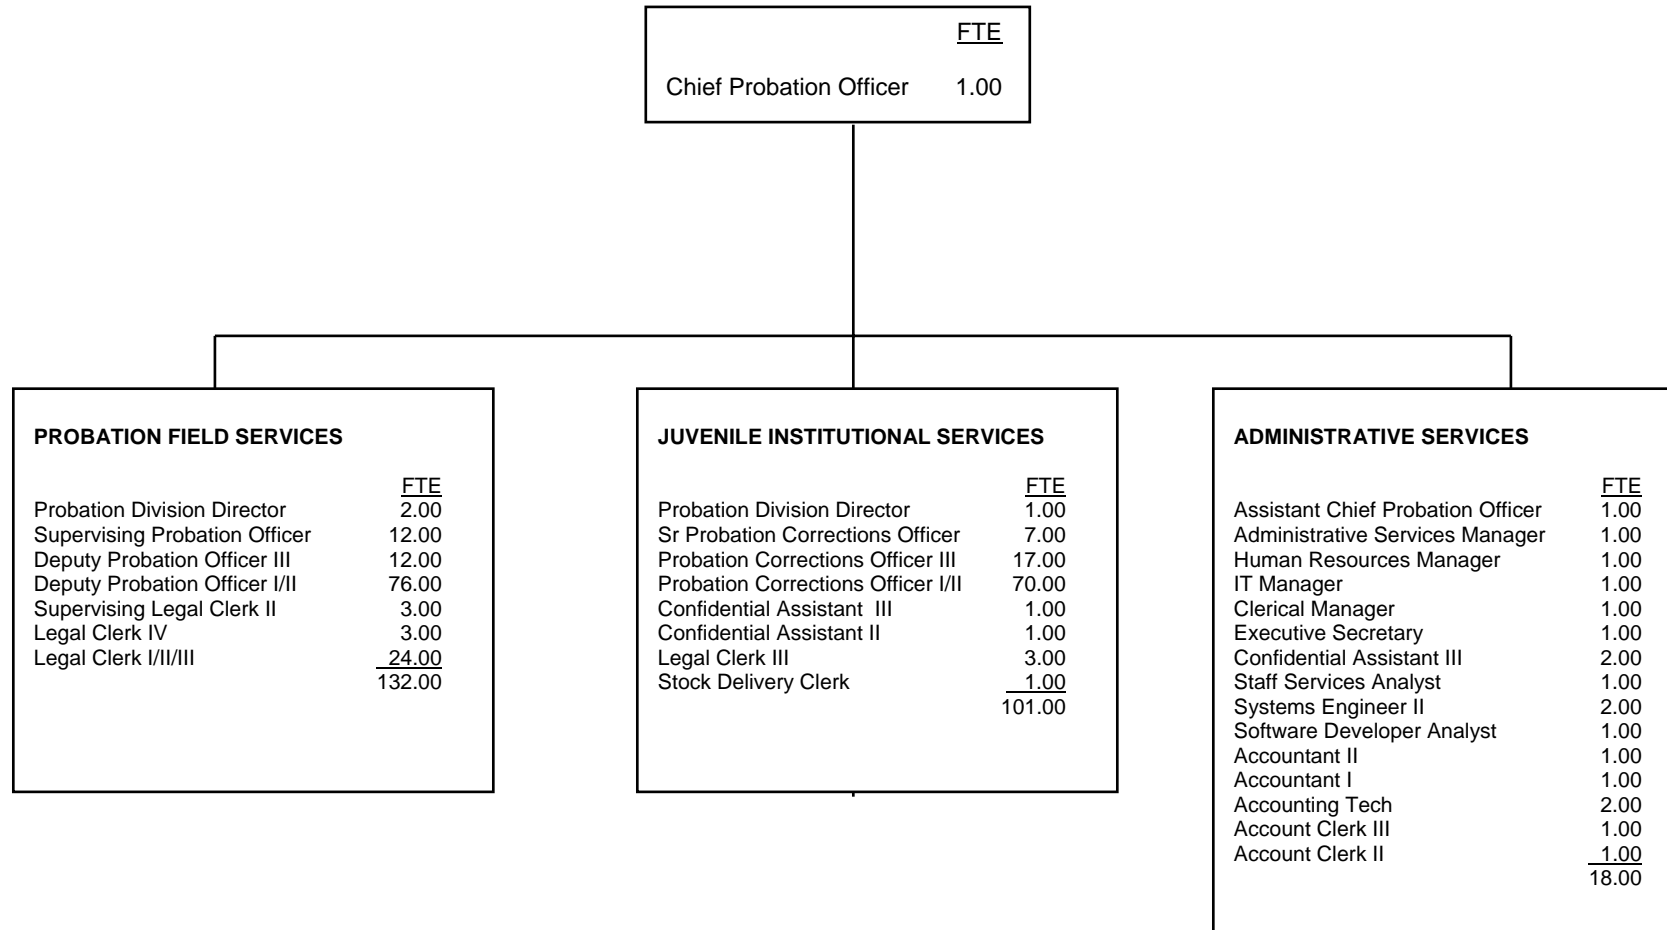 FTE
Chief Probation Officer 1.00
PROBATION FIELD SERVICES
FTE
Probation Division Director 2.00
Supervising Probation Officer 12.00
Deputy Probation Officer III 12.00
Deputy Probation Officer I/II 76.00
Supervising Legal Clerk II 3.00
Legal Clerk IV 3.00
Legal Clerk I/II/III 24.00
132.00
JUVENILE INSTITUTIONAL SERVICES
FTE
Probation Division Director 1.00
Sr Probation Corrections Officer 7.00
Probation Corrections Officer III 17.00
Probation Corrections Officer I/II 70.00
Confidential Assistant III 1.00
Confidential Assistant II 1.00
Legal Clerk III 3.00
Stock Delivery Clerk 1.00
101.00
ADMINISTRATIVE SERVICES
FTE
Assistant Chief Probation Officer 1.00
Administrative Services Manager 1.00
Human Resources Manager 1.00
IT Manager 1.00
Clerical Manager 1.00
Executive Secretary 1.00
Confidential Assistant III 2.00
Staff Services Analyst 1.00
Systems Engineer II 2.00
Software Developer Analyst 1.00
Accountant II 1.00
Accountant I 1.00
Accounting Tech 2.00
Account Clerk III 1.00
Account Clerk II 1.00
18.00